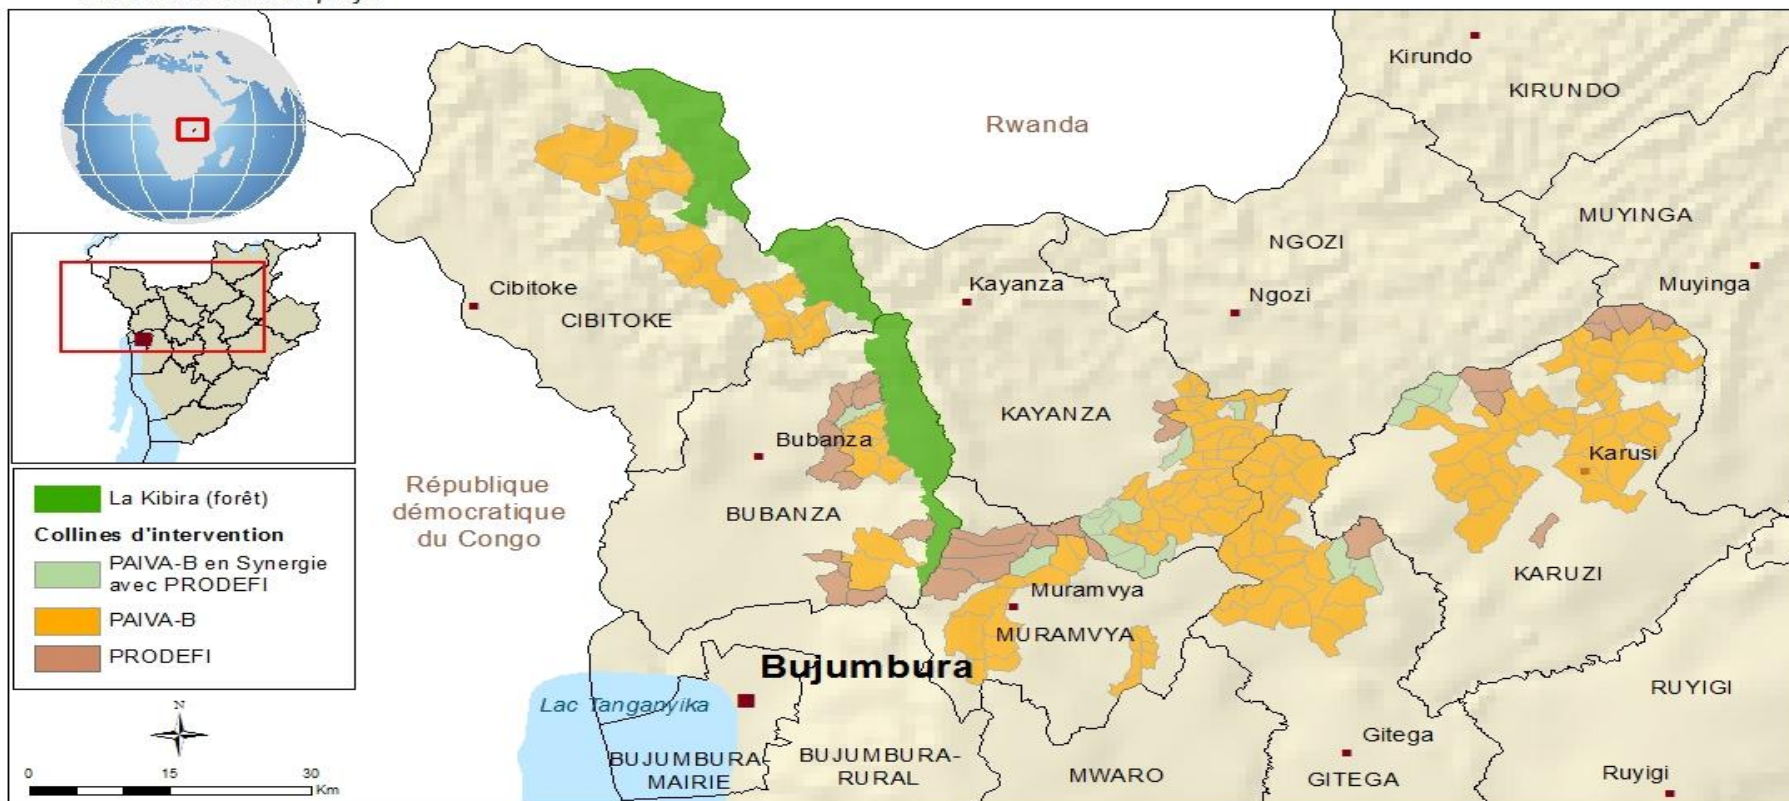 Rwanda
Kirundo
KIRUNDO
MUYINGA
Muyinga
NGOZI
Ngozi
Kayanza
KAYANZA
Cibitoke
CIBITOKE
Bubanza
BUBANZA
Karusi
KARUZI
République
démocratique
du Congo
Muramvya
MURAMVYA
Bujumbura
Lac Tanganyika
BUJUMBURA-
MAIRIE
BUJUMBURA-
RURAL
MWARO
Gitega
GITEGA
RUYIGI
Ruyigi
La Kibira (forêt)
Collines d'intervention
PAIVA-B en Synergie
avec PRODEFI
PAIVA-B
PRODEFI
N
0 15 30
Km